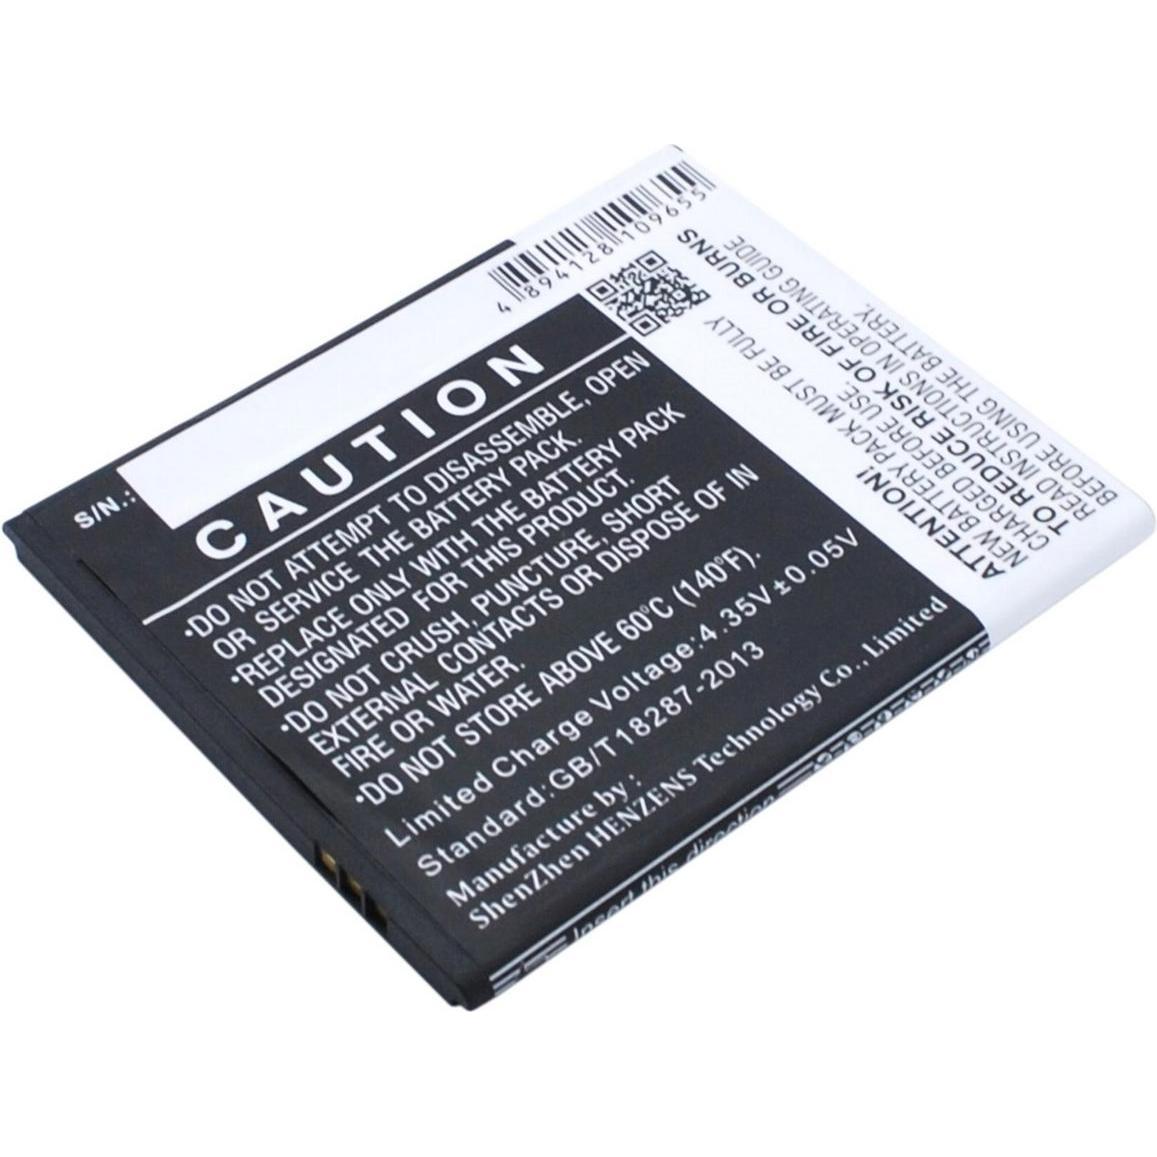 S/N.:
4 894128 109655
CAUTION
•DO NOT ATTEMPT TO DISASSEMBLE, OPEN
OR SERVICE THE BATTERY PACK.
•REPLACE ONLY WITH THE BATTERY PACK
DESIGNATED FOR THIS PRODUCT.
•DO NOT CRUSH, PUNCTURE, SHORT
EXTERNAL CONTACTS OR DISPOSE OF IN
FIRE OR WATER.
•DO NOT STORE ABOVE 60°C (140°F).
Limited Charge Voltage:4.35V±0.05V
Standard:GB/T18287-2013
Manufacture by :
ShenZhen HENZENS Technology Co., Limited
Insert this direction
ATTENTION!
NEW BATTERY PACK MUST BE FULLY
CHARGED BEFORE USE.
TO REDUCE RISK OF FIRE OR BURNS
READ INSTRUCTIONS IN OPERATING GUIDE
BEFORE USING THE BATTERY.